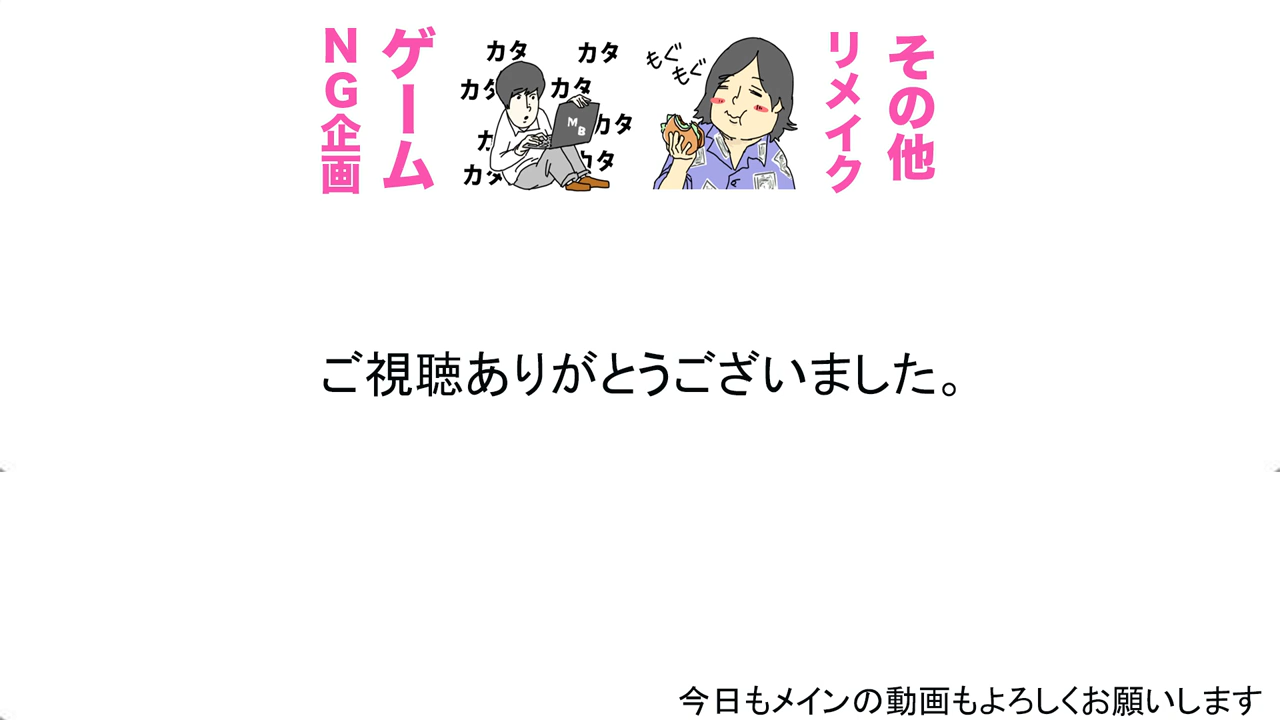 ゲーム
NG企画
カタ
カタ
カタ
カタ
カタ
カタ
カタ
カタ
MB
もぐ
もぐ
その他
リメイク
ご視聴ありがとうございました。
今日もメインの動画もよろしくお願いします